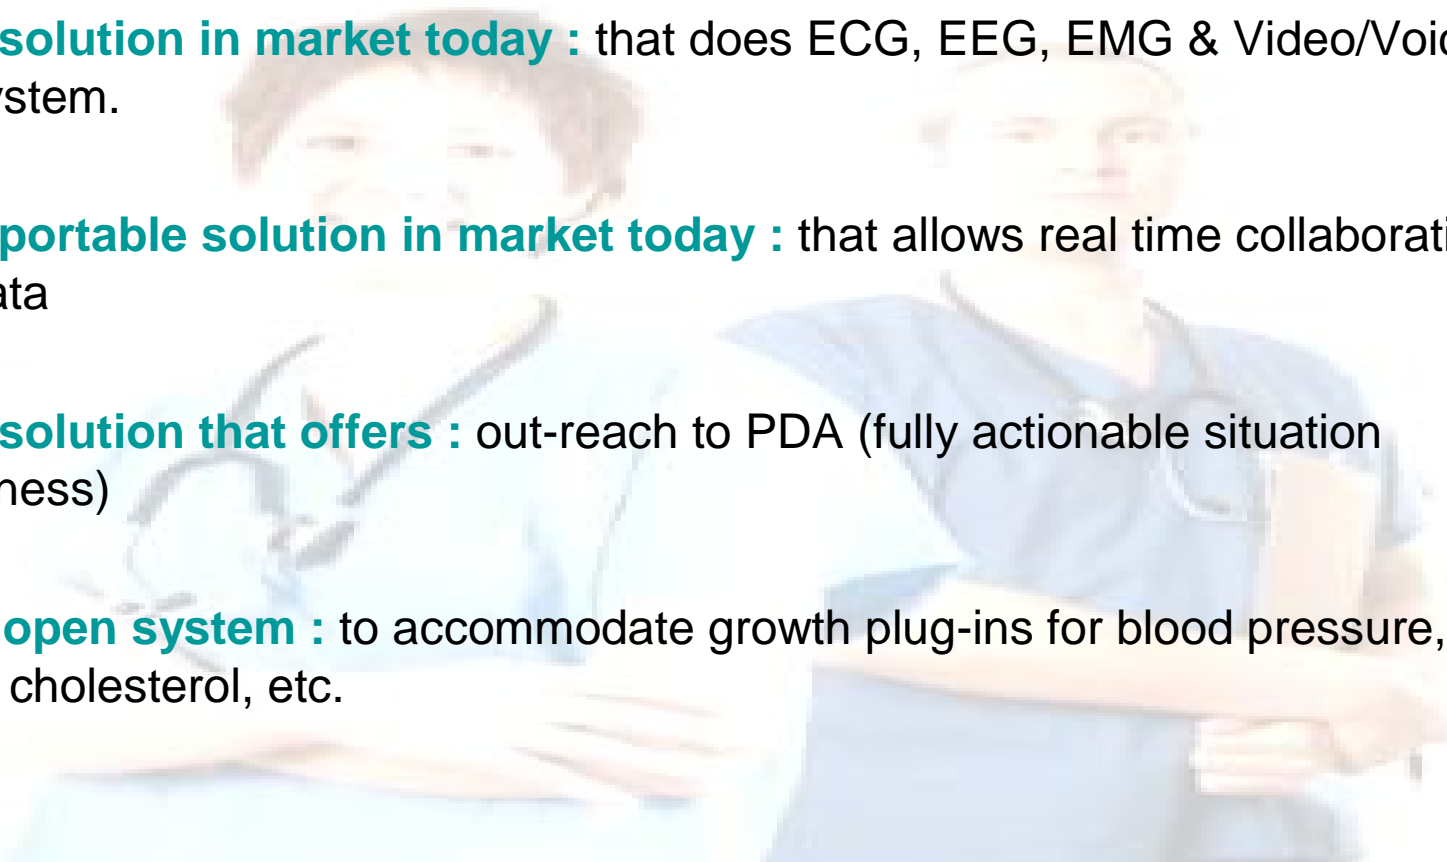 solution in market today : that does ECG, EEG, EMG & Video/Voic
ystem.
portable solution in market today : that allows real time collaborati
ata
solution that offers : out-reach to PDA (fully actionable situation
ness)
open system : to accommodate growth plug-ins for blood pressure,
cholesterol, etc.